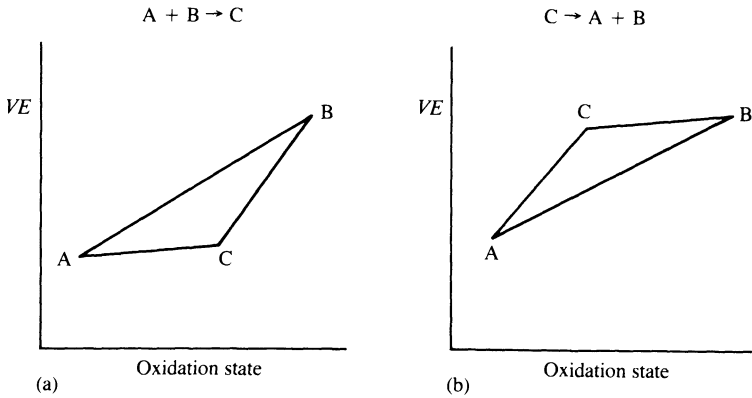 A + B → C
VE
B
A
C
Oxidation state
(a)
C → A + B
VE
C
B
A
Oxidation state
(b)